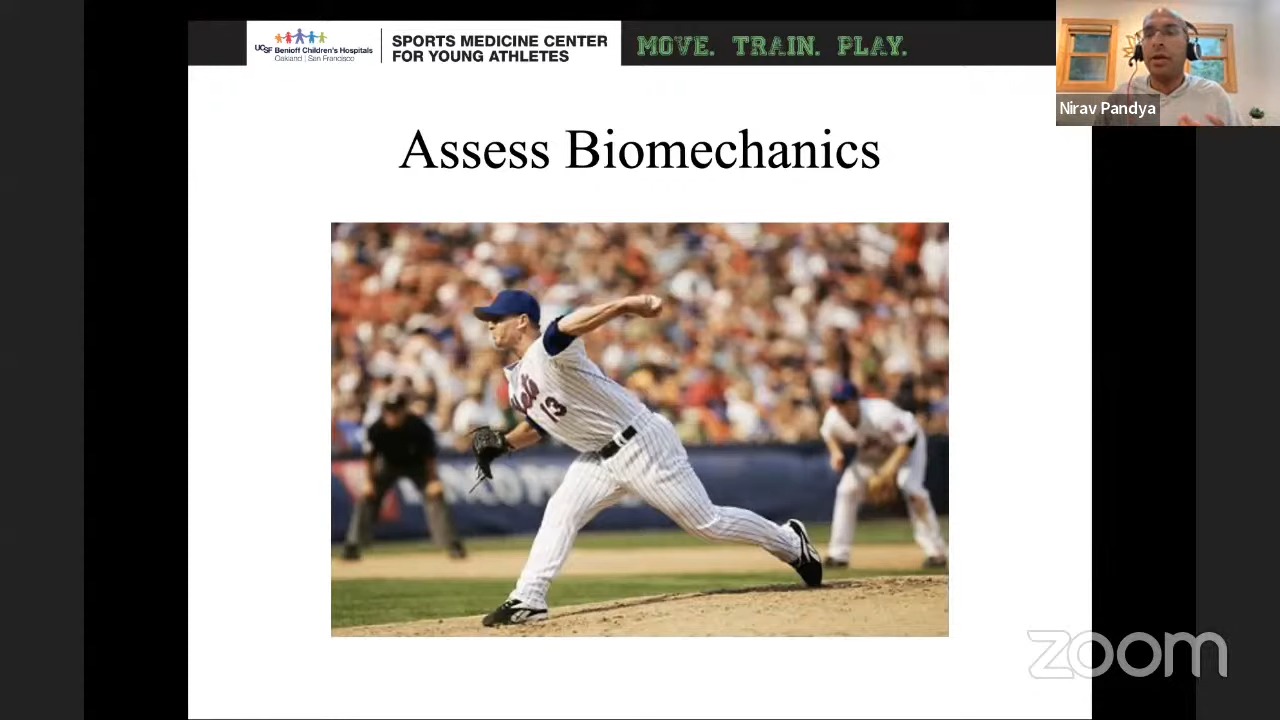 UCSF Benioff Children's Hospitals
Oakland | San Francisco
SPORTS MEDICINE CENTER
FOR YOUNG ATHLETES
MOVE. TRAIN. PLAY.
Nirav Pandya
Assess Biomechanics
Mets
13
zoom